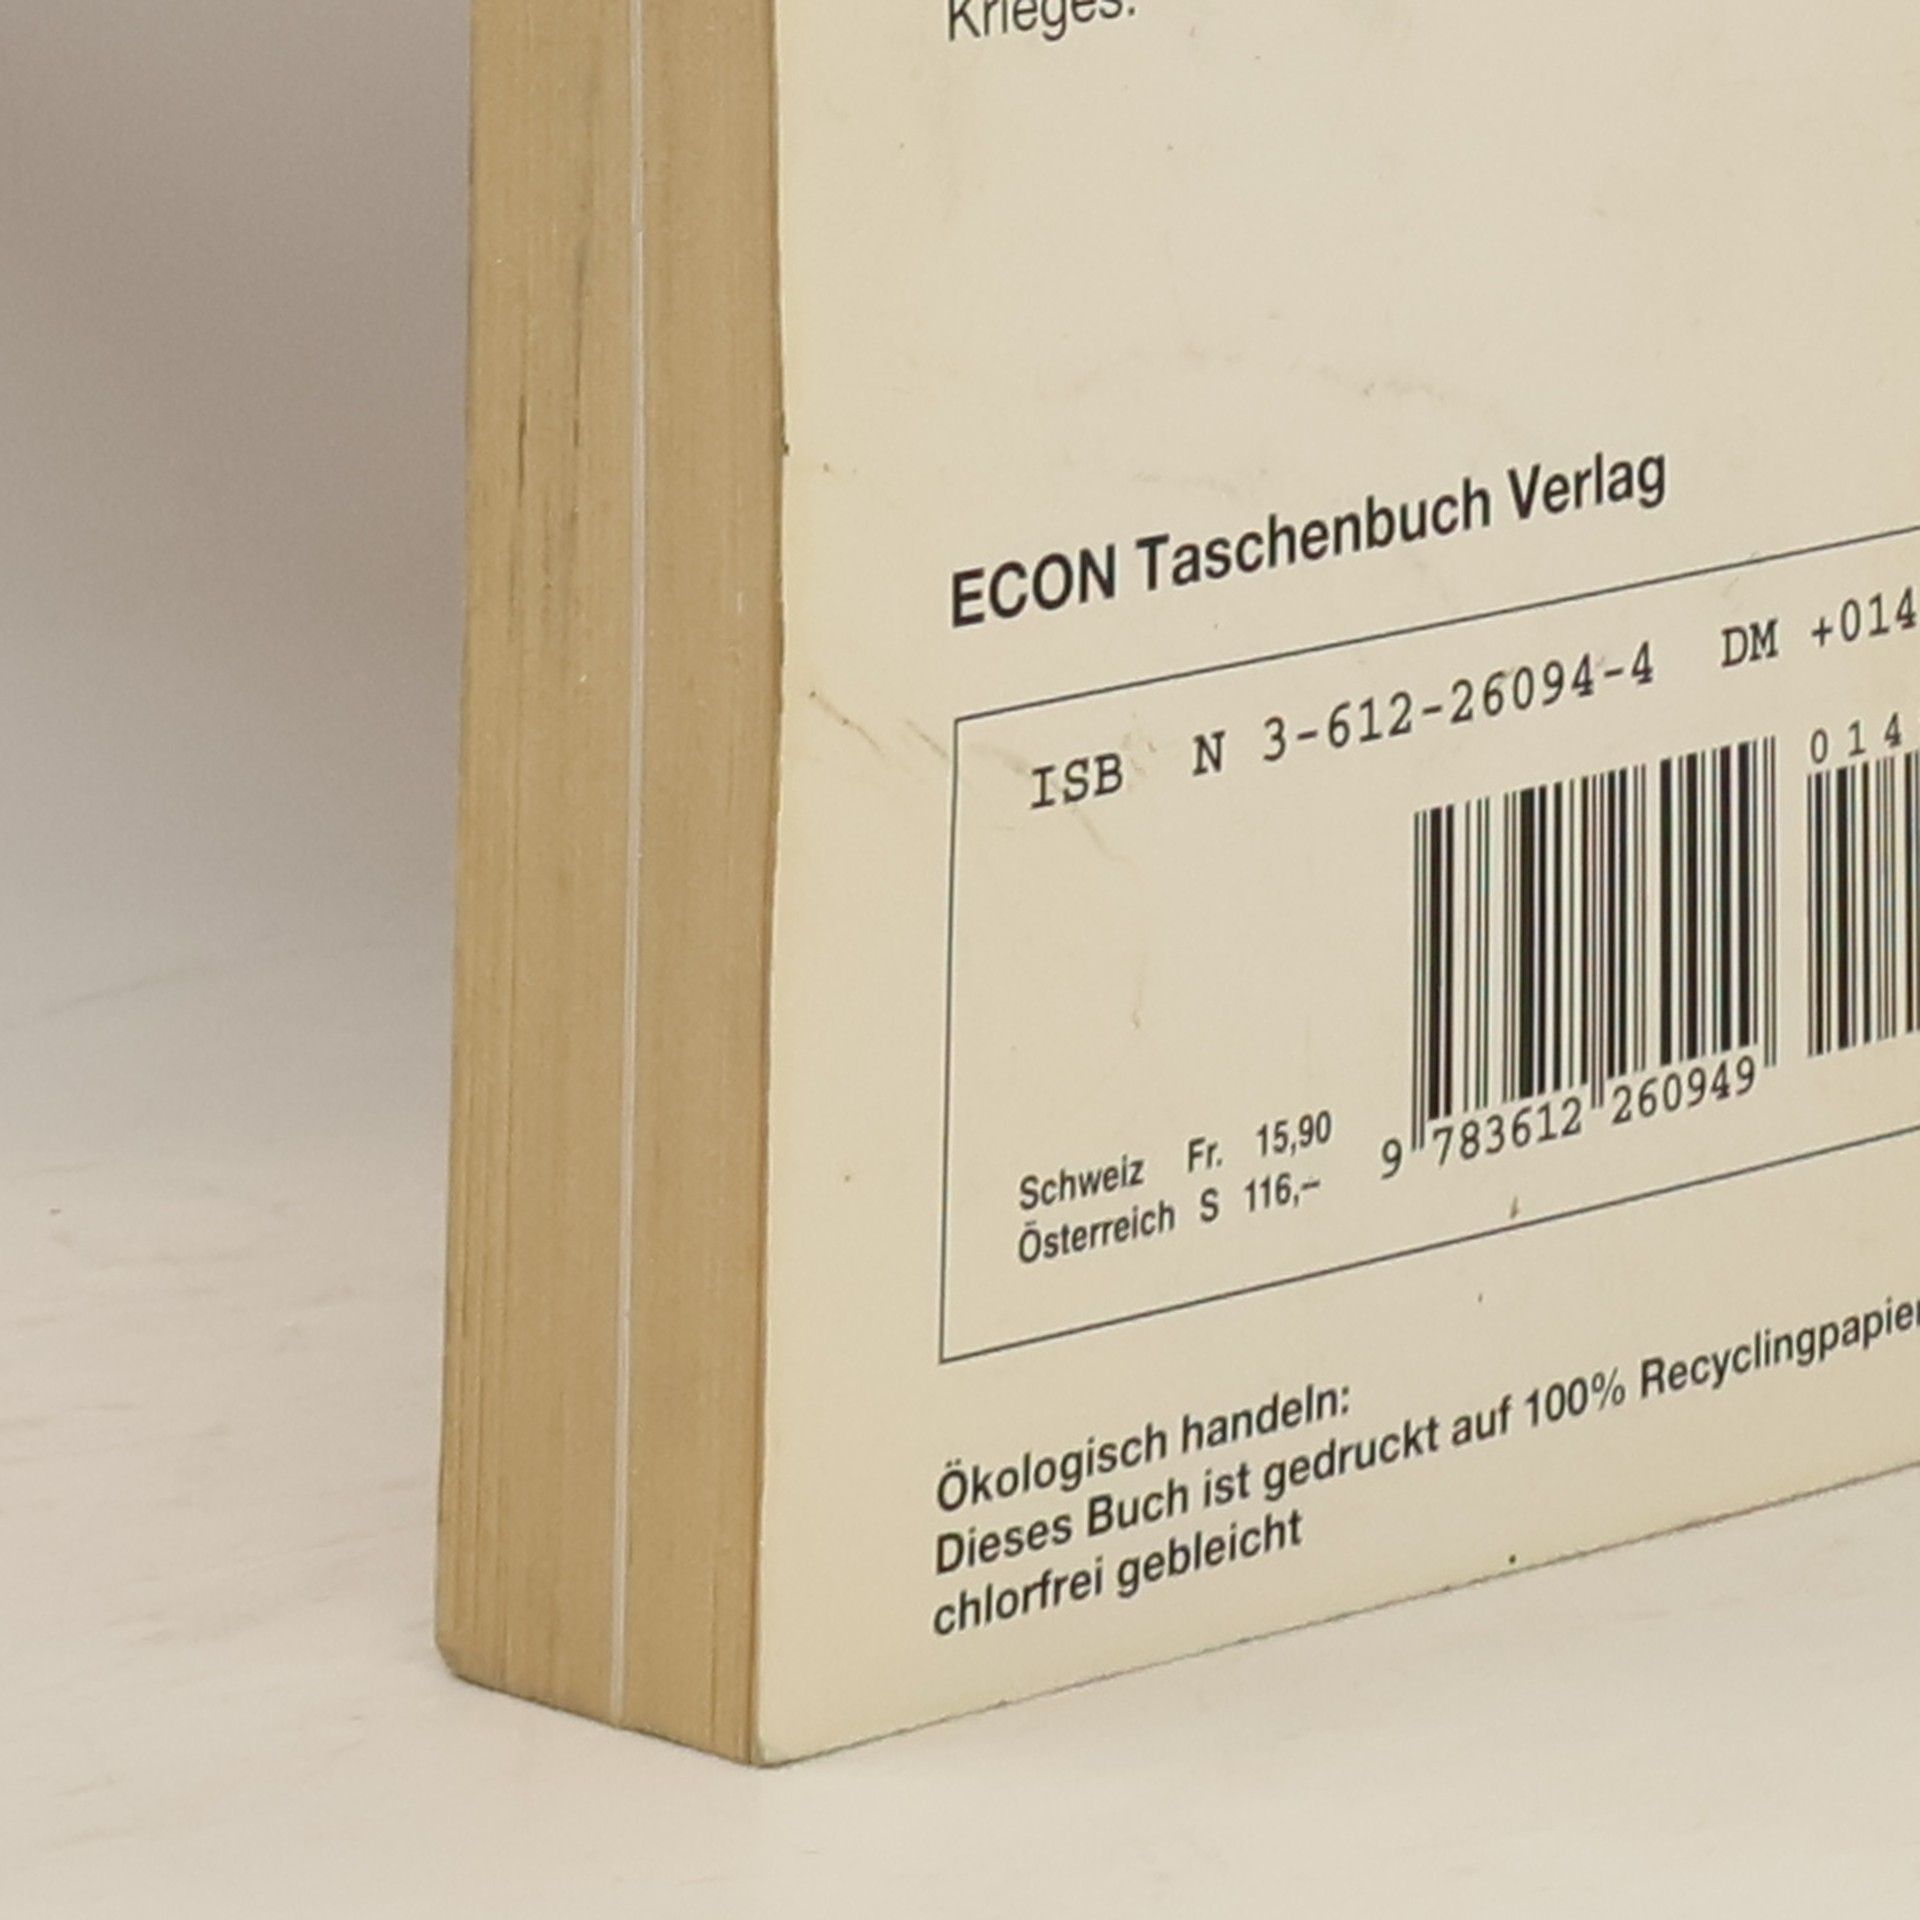 Krieges.
ECON Taschenbuch Verlag
ISB N 3-612-26094-4 DM +014
014
9 783612 260949
Schweiz Fr. 15,90
Österreich S 116,–
Ökologisch handeln:
Dieses Buch ist gedruckt auf 100% Recyclingpapier
chlorfrei gebleicht